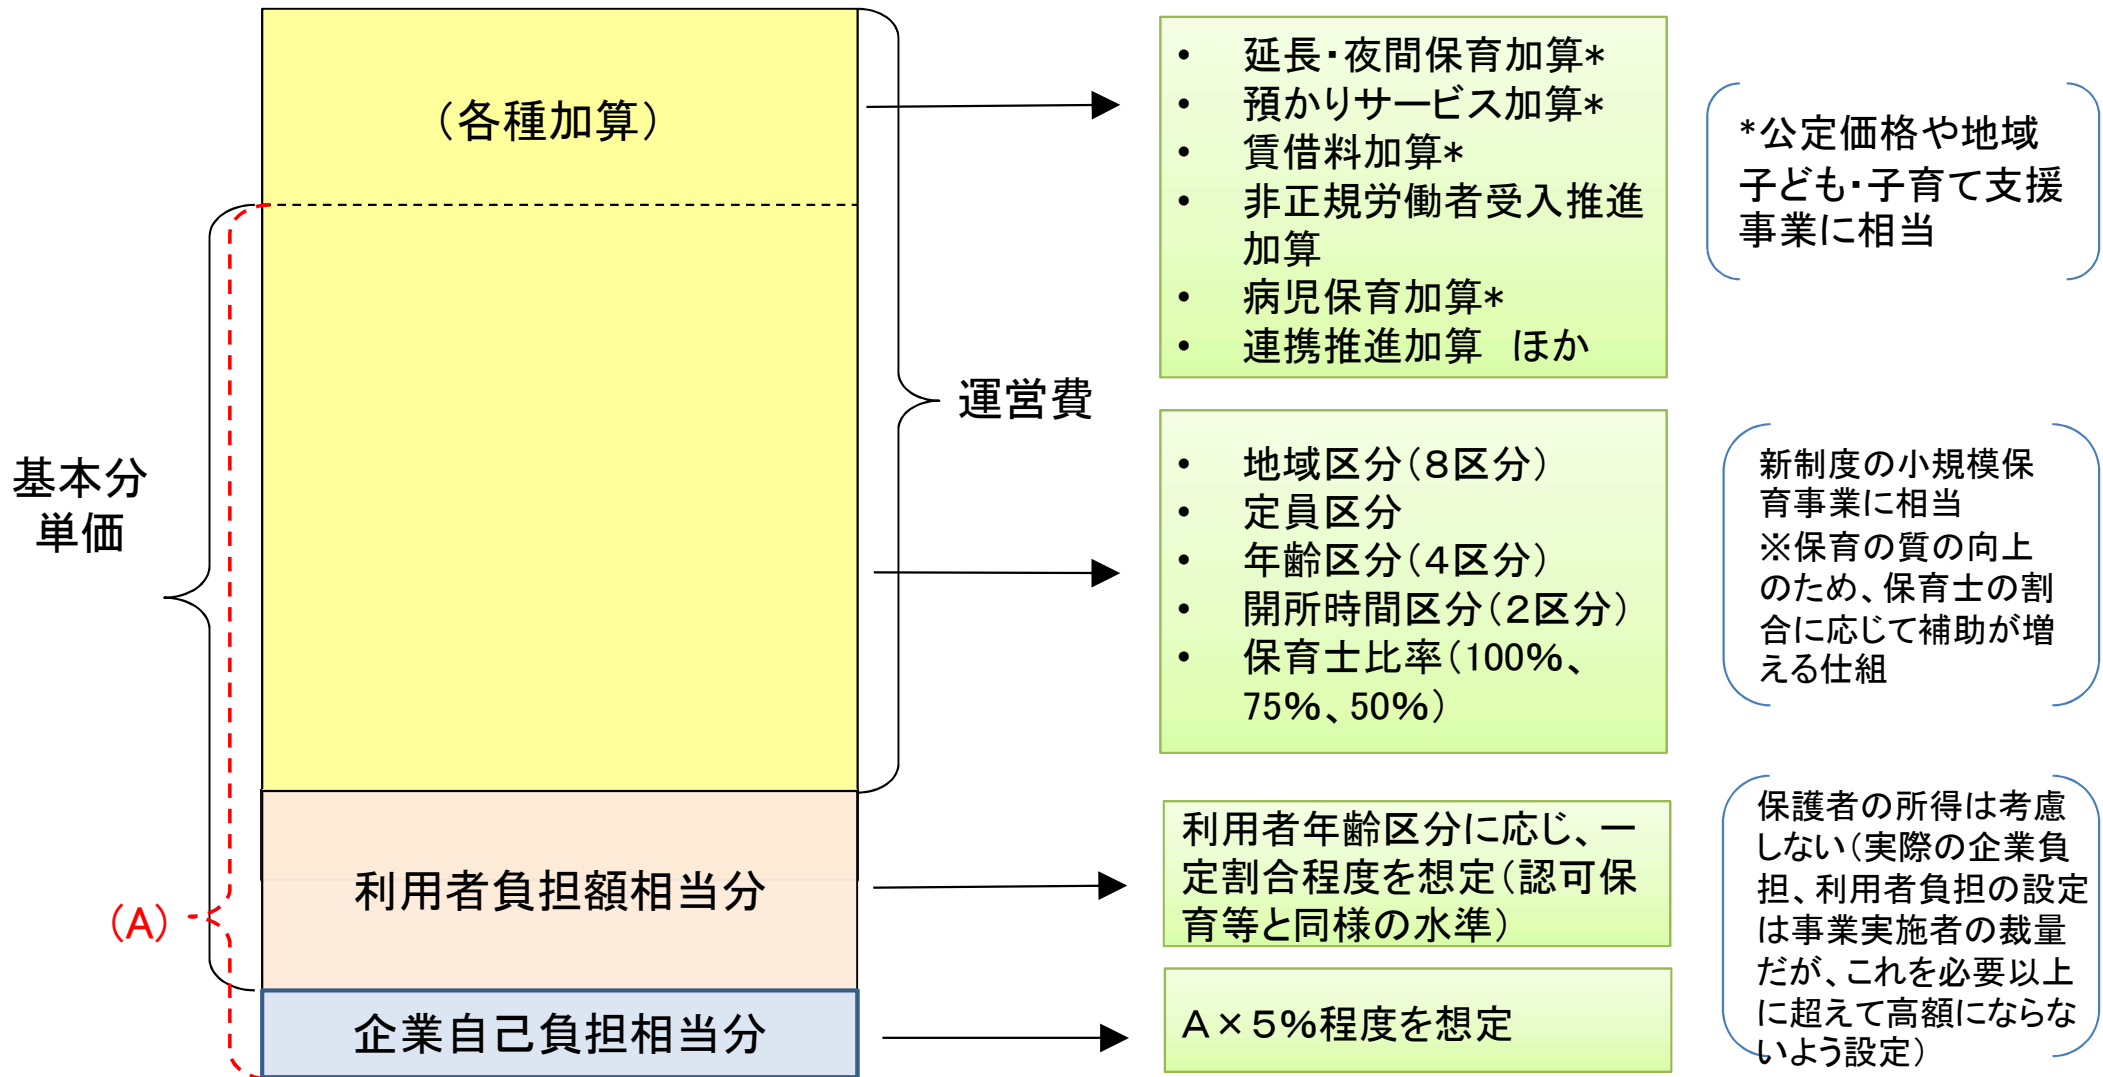 （各種加算）
基本分
単価
（A）
運営費
利用者負担額相当分
企業自己負担相当分
• 延長・夜間保育加算*
• 預かりサービス加算*
• 賃借料加算*
• 非正規労働者受入推進
加算
• 病児保育加算*
• 連携推進加算　ほか
*公定価格や地域
子ども・子育て支援
事業に相当
• 地域区分（８区分）
• 定員区分
• 年齢区分（４区分）
• 開所時間区分（２区分）
• 保育士比率（100％、
75％、50％）
新制度の小規模保
育事業に相当
※保育の質の向上
のため、保育士の割
合に応じて補助が増
える仕組
利用者年齢区分に応じ、一
定割合程度を想定（認可保
育等と同様の水準）
Ａ×５％程度を想定
保護者の所得は考慮
しない（実際の企業負
担、利用者負担の設定
は事業実施者の裁量
だが、これを必要以上
に超えて高額にならな
いよう設定）